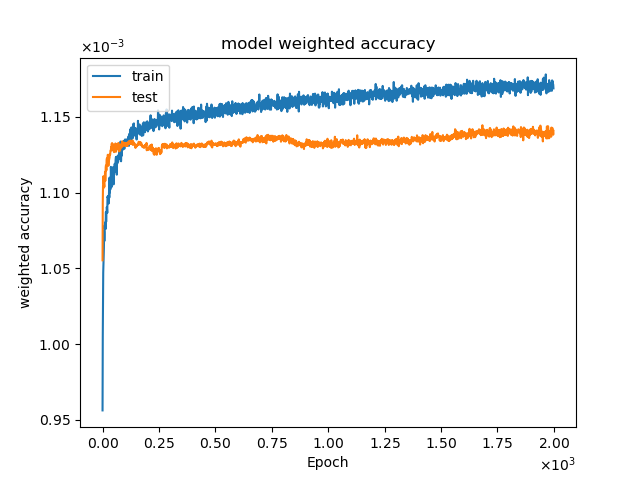 ×10⁻³
model weighted accuracy
train
test
1.15
1.10
1.05
1.00
0.95
weighted accuracy
0.00 0.25 0.50 0.75 1.00 1.25 1.50 1.75 2.00
Epoch
×10³